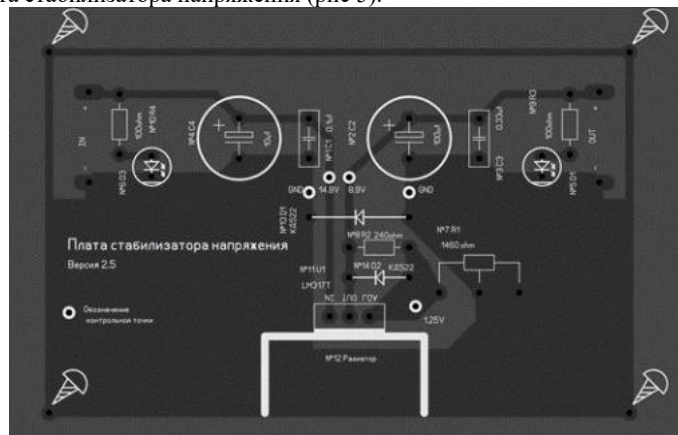 та стабилизатора напряжения (рис 5).
IN
100ohm
№10 R4
№6 D3
№4 C4
10uf
0,1uf
№1 C1
№2 C2
100uf
0,33uf
№3 C3
№9 R3
100ohm
OUT
№5 D1
GND
14.8V
8.9V
GND
№13 D1
КД522
№8 R2 240ohm
№7 R1
1460 ohm
№14 D2
КД522
№11 U1
LM317T
IN
OUT
ADJ
1.25V
Плата стабилизатора напряжения
Версия 2.5
Обозначение
контрольной точки
№12 Радиатор